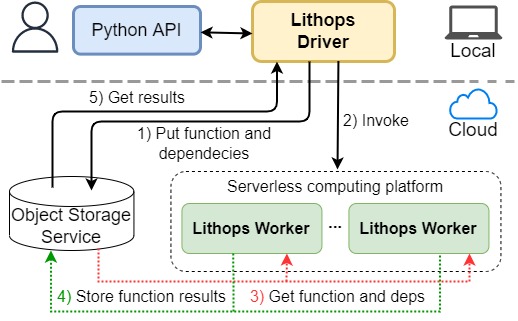 Python API
Lithops
Driver
Local
5) Get results
1) Put function and
dependecies
2) Invoke
Cloud
Serverless computing platform
Object Storage
Service
Lithops Worker
...
Lithops Worker
4) Store function results
3) Get function and deps